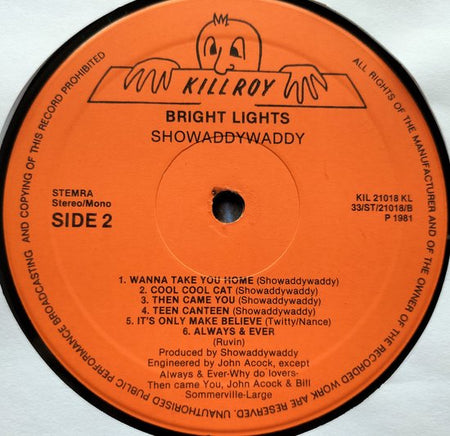 KILLROY
BRIGHT LIGHTS
SHOWADDYWADDY
STEMRA
Stereo/Mono
SIDE 2
KIL 21018 KL
33/ST/21018/B
P 1981
1. WANNA TAKE YOU HOME (Showaddywaddy)
2. COOL COOL CAT (Showaddywaddy)
3. THEN CAME YOU (Showaddywaddy)
4. TEEN CANTEEN (Showaddywaddy)
5. IT'S ONLY MAKE BELIEVE (Twitty/Nance)
6. ALWAYS & EVER
(Ruvin)
Produced by Showaddywaddy
Engineered by John Acock, except
Always & Ever-Why do lovers-
Then came You, John Acock & Bill
Sommerville-Large
ALL RIGHTS OF THE MANUFACTURER AND OF THE OWNER OF THE RECORDED WORK ARE RESERVED. UNAUTHORISED PUBLIC PERFORMANCE BROADCASTING AND COPYING OF THIS RECORD PROHIBITED